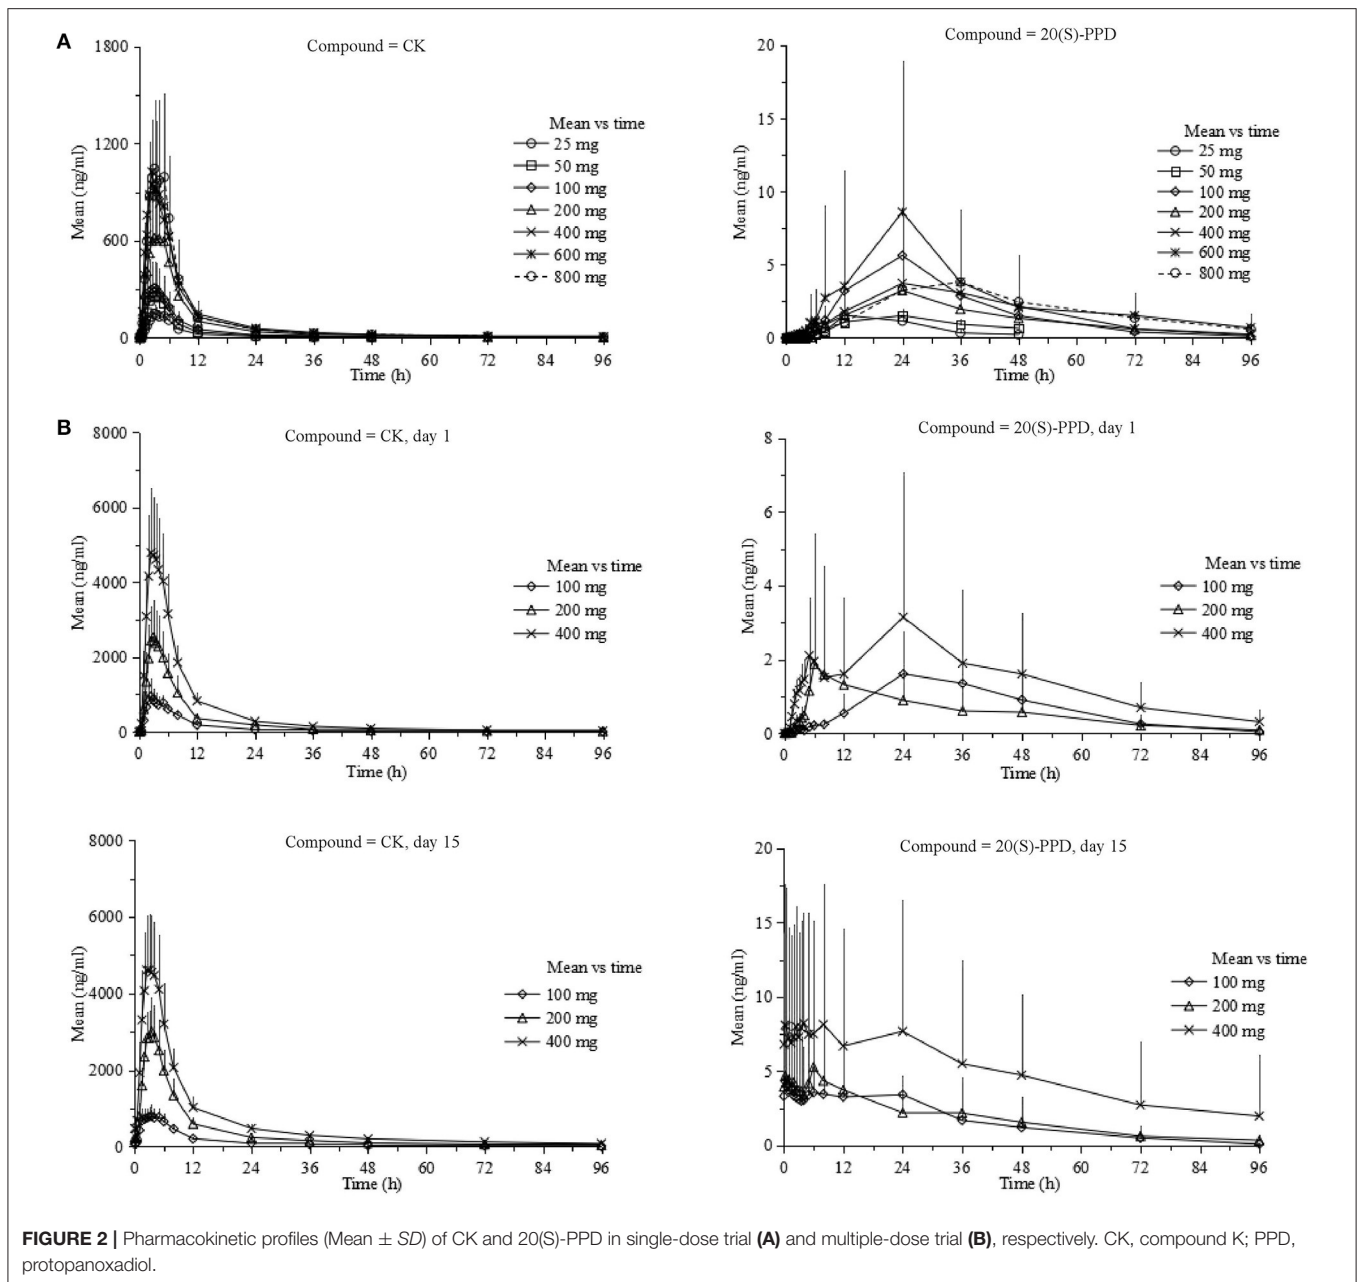 A
Compound = CK
Mean (ng/ml)
1800
1200
600
0
0 12 24 36 48 60 72 84 96
Time (h)
Mean vs time
25 mg
50 mg
100 mg
200 mg
400 mg
600 mg
800 mg
Compound = 20(S)-PPD
Mean (ng/ml)
20
15
10
5
0
0 12 24 36 48 60 72 84 96
Time (h)
Mean vs time
25 mg
50 mg
100 mg
200 mg
400 mg
600 mg
800 mg
B
Compound = CK, day 1
Mean (ng/ml)
8000
6000
4000
2000
0
0 12 24 36 48 60 72 84 96
Time (h)
Mean vs time
100 mg
200 mg
400 mg
Compound = 20(S)-PPD, day 1
Mean (ng/ml)
8
6
4
2
0
0 12 24 36 48 60 72 84 96
Time (h)
Mean vs time
100 mg
200 mg
400 mg
Compound = CK, day 15
Mean (ng/ml)
8000
6000
4000
2000
0
0 12 24 36 48 60 72 84 96
Time (h)
Mean vs time
100 mg
200 mg
400 mg
Compound = 20(S)-PPD, day 15
Mean (ng/ml)
20
15
10
5
0
0 12 24 36 48 60 72 84 96
Time (h)
Mean vs time
100 mg
200 mg
400 mg
FIGURE 2 | Pharmacokinetic profiles (Mean ± SD) of CK and 20(S)-PPD in single-dose trial (A) and multiple-dose trial (B), respectively. CK, compound K; PPD,
protopanoxadiol.